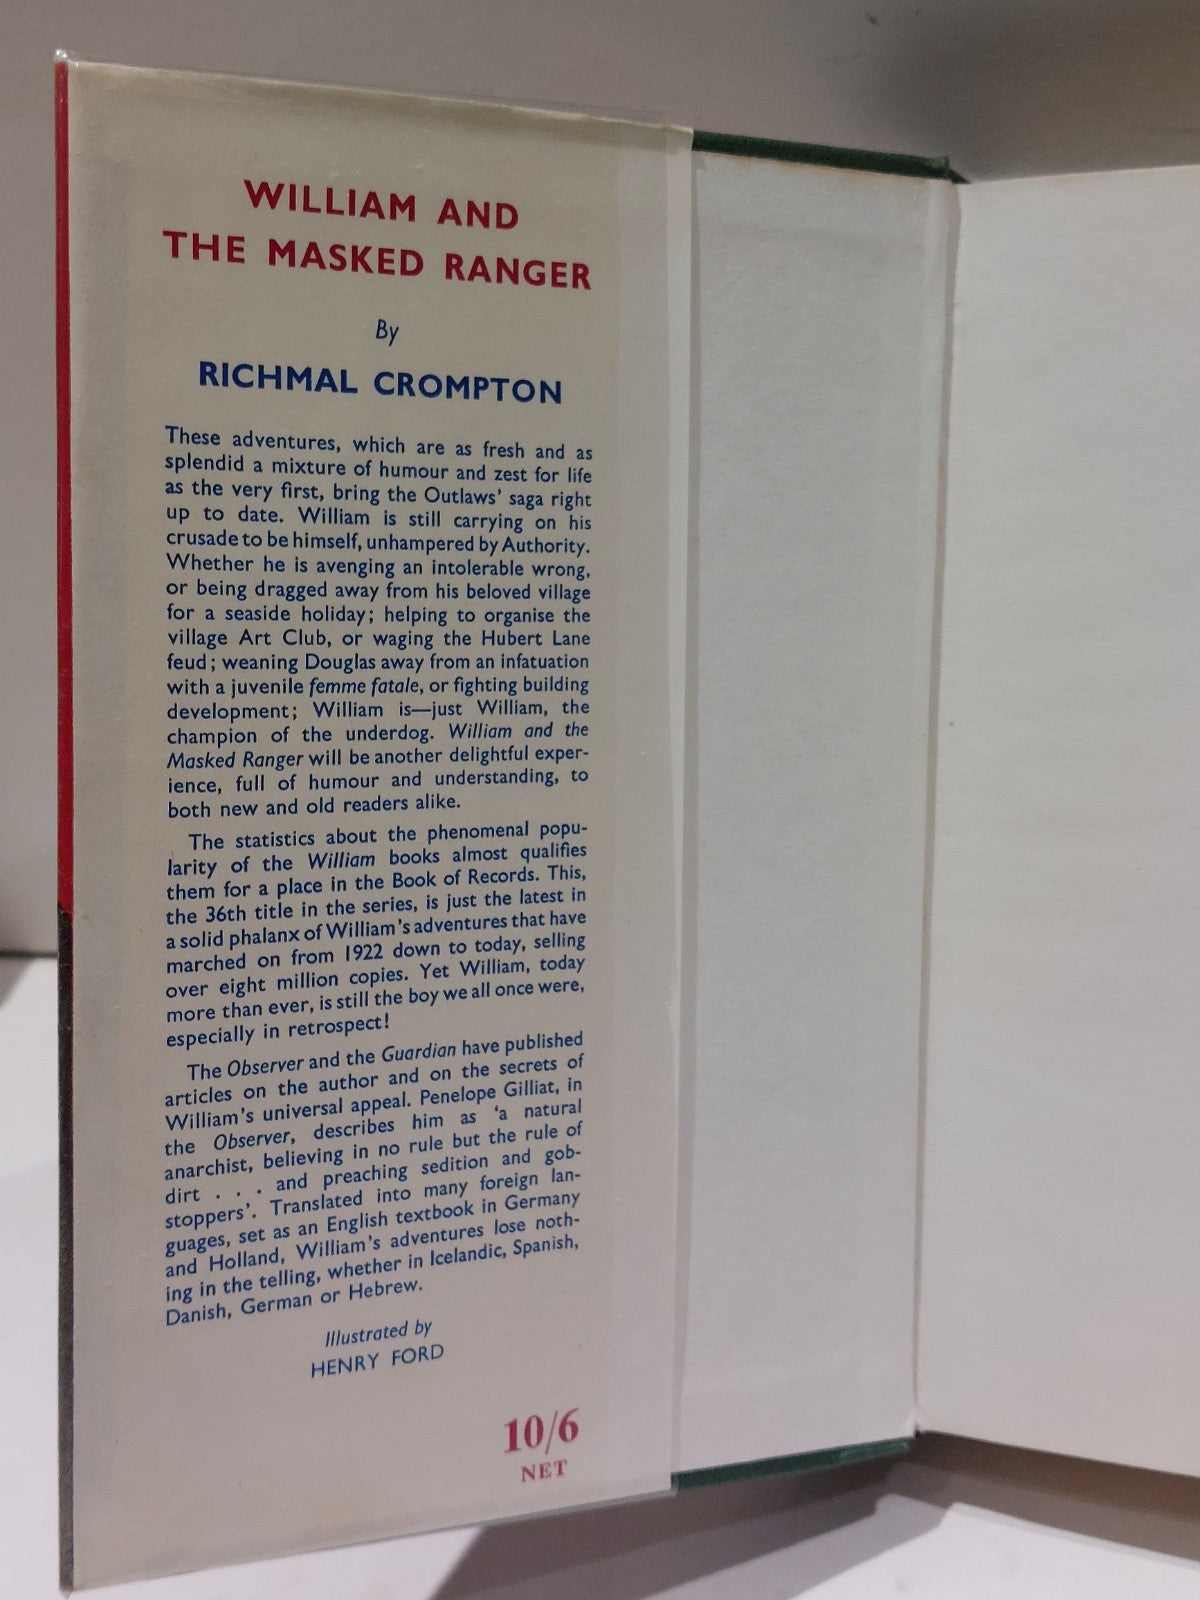 WILLIAM AND
THE MASKED RANGER
By
RICHMAL CROMPTON
These adventures, which are as fresh and as
splendid a mixture of humour and zest for life
as the very first, bring the Outlaws' saga right
up to date. William is still carrying on his
crusade to be himself, unhampered by Authority.
Whether he is avenging an intolerable wrong,
or being dragged away from his beloved village
for a seaside holiday; helping to organise the
village Art Club, or waging the Hubert Lane
feud; weaning Douglas away from an infatuation
with a juvenile femme fatale, or fighting building
development; William is—just William, the
champion of the underdog. William and the
Masked Ranger will be another delightful exper-
ience, full of humour and understanding, to
both new and old readers alike.
The statistics about the phenomenal popu-
larity of the William books almost qualifies
them for a place in the Book of Records. This,
the 36th title in the series, is just the latest in
a solid phalanx of William's adventures that have
marched on from 1922 down to today, selling
over eight million copies. Yet William, today
more than ever, is still the boy we all once were,
especially in retrospect!
The Observer and the Guardian have published
articles on the author and on the secrets of
William's universal appeal. Penelope Gilliat, in
the Observer, describes him as 'a natural
anarchist, believing in no rule but the rule of
dirt . . . and preaching sedition and gob-
stoppers'. Translated into many foreign lan-
guages, set as an English textbook in Germany
and Holland, William's adventures lose noth-
ing in the telling, whether in Icelandic, Spanish,
Danish, German or Hebrew.
Illustrated by
HENRY FORD
10/6
NET